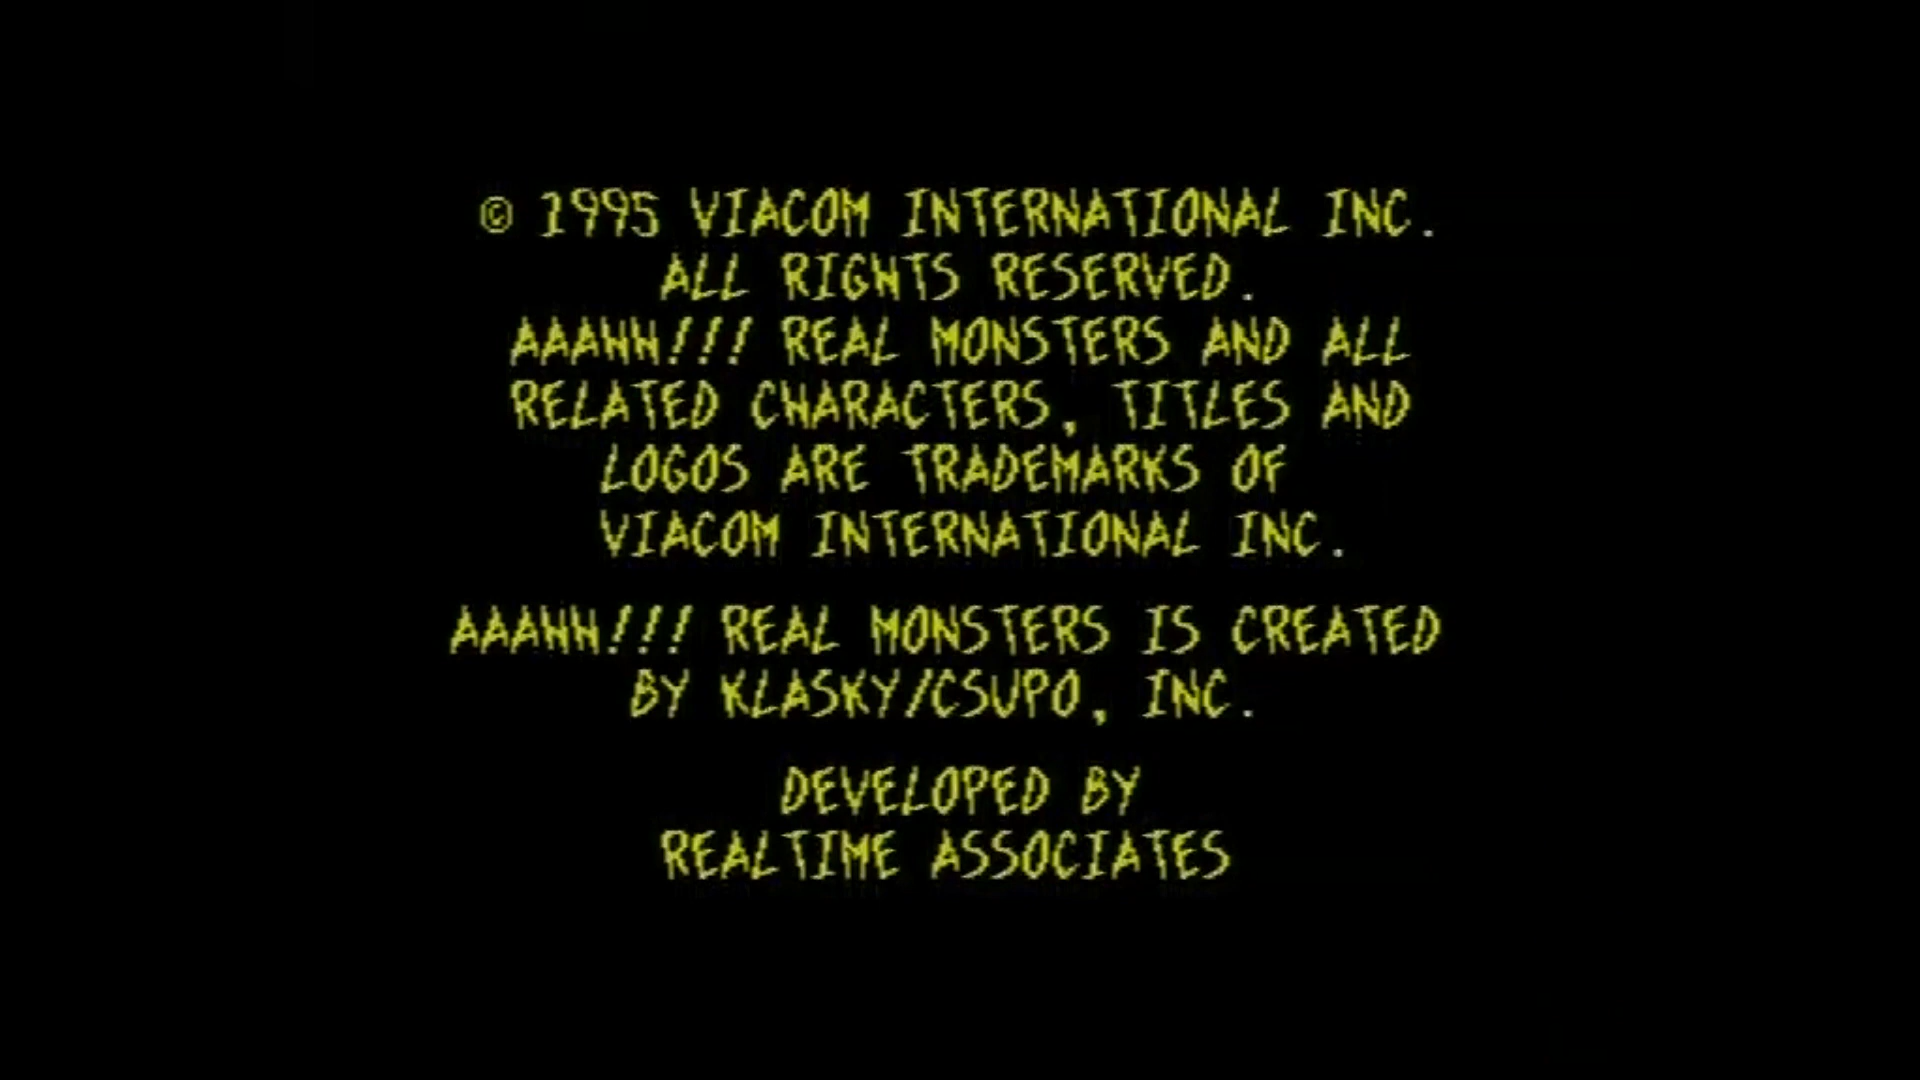 © 1995 VIACOM INTERNATIONAL INC.
ALL RIGHTS RESERVED.
AAAHH!!! REAL MONSTERS AND ALL
RELATED CHARACTERS, TITLES AND
LOGOS ARE TRADEMARKS OF
VIACOM INTERNATIONAL INC.
AAAHH!!! REAL MONSTERS IS CREATED
BY KLASKY/CSUPO, INC.
DEVELOPED BY
REALTIME ASSOCIATES